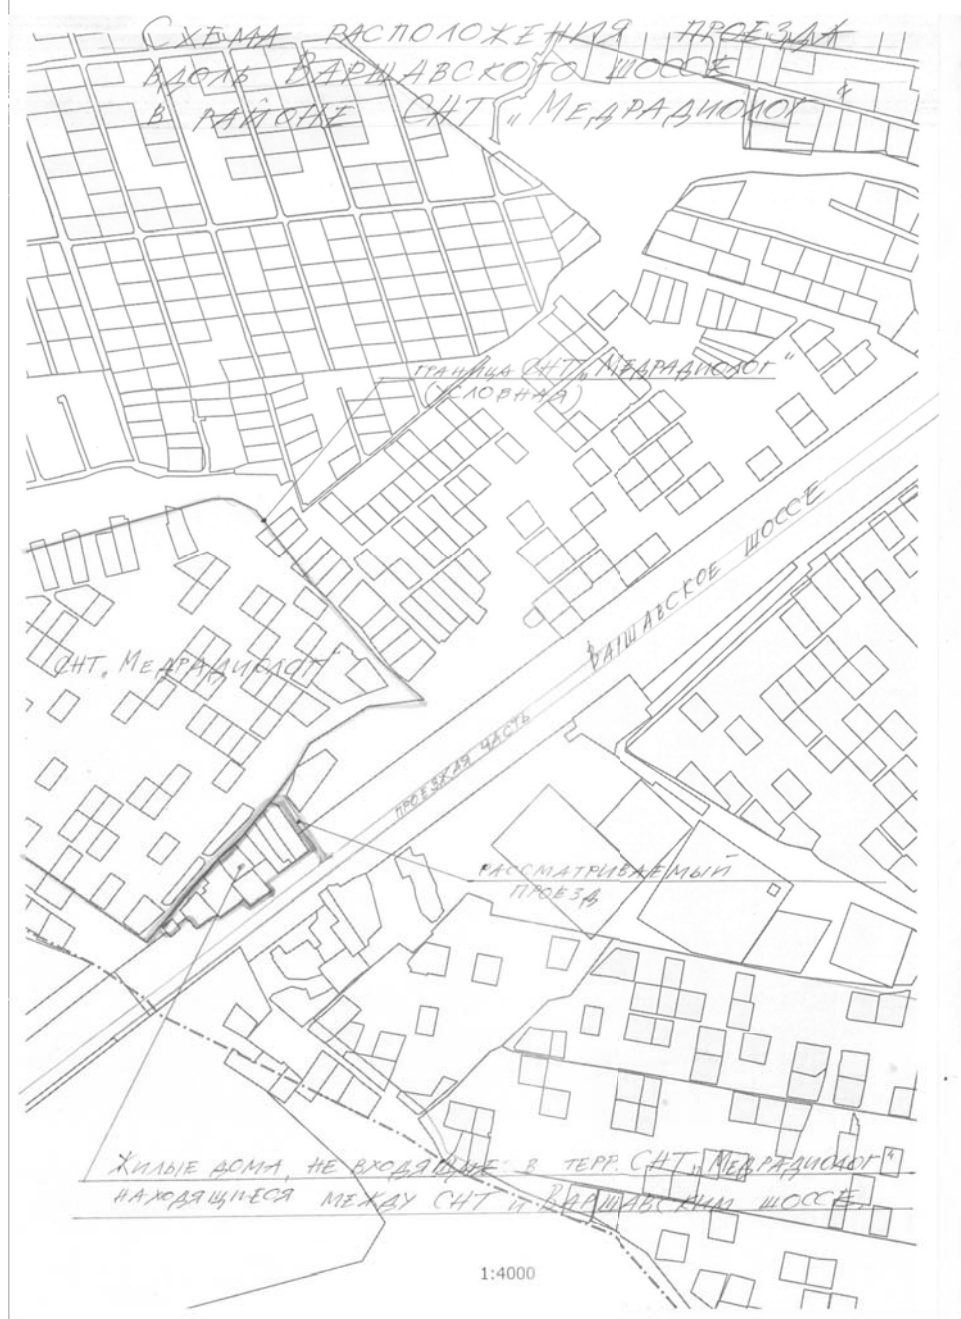 Схема расположения проезда
вдоль Варшавского шоссе
в районе СНТ „Медрадиолог"
граница СНТ „Медрадиолог"
(условная)
Варшавское шоссе
СНТ „Медрадиолог"
проезжая часть
рассматриваемый
проезд
Жилые дома, не входящие в терр. СНТ „Медрадиолог"
находящиеся между СНТ и Варшавским шоссе.
1:4000